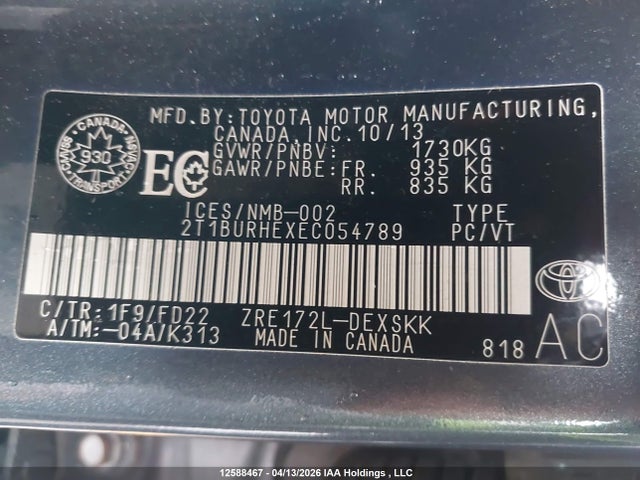 MFD.BY:TOYOTA MOTOR MANUFACTURING,
CANADA,INC.10/13
GVWR/PNBV: 1730KG
GAWR/PNBE:FR. 935 KG
RR. 835 KG
CANADA
930
TRANSPORT
EC
ICES/NMB-002 TYPE
2T1BURHEXEC054789 PC/VT
C/TR:1F9/FD22 ZRE172L-DEXSKK
A/TM:-04A/K313 MADE IN CANADA
818 AC
12588467 - 04/13/2026 IAA Holdings , LLC